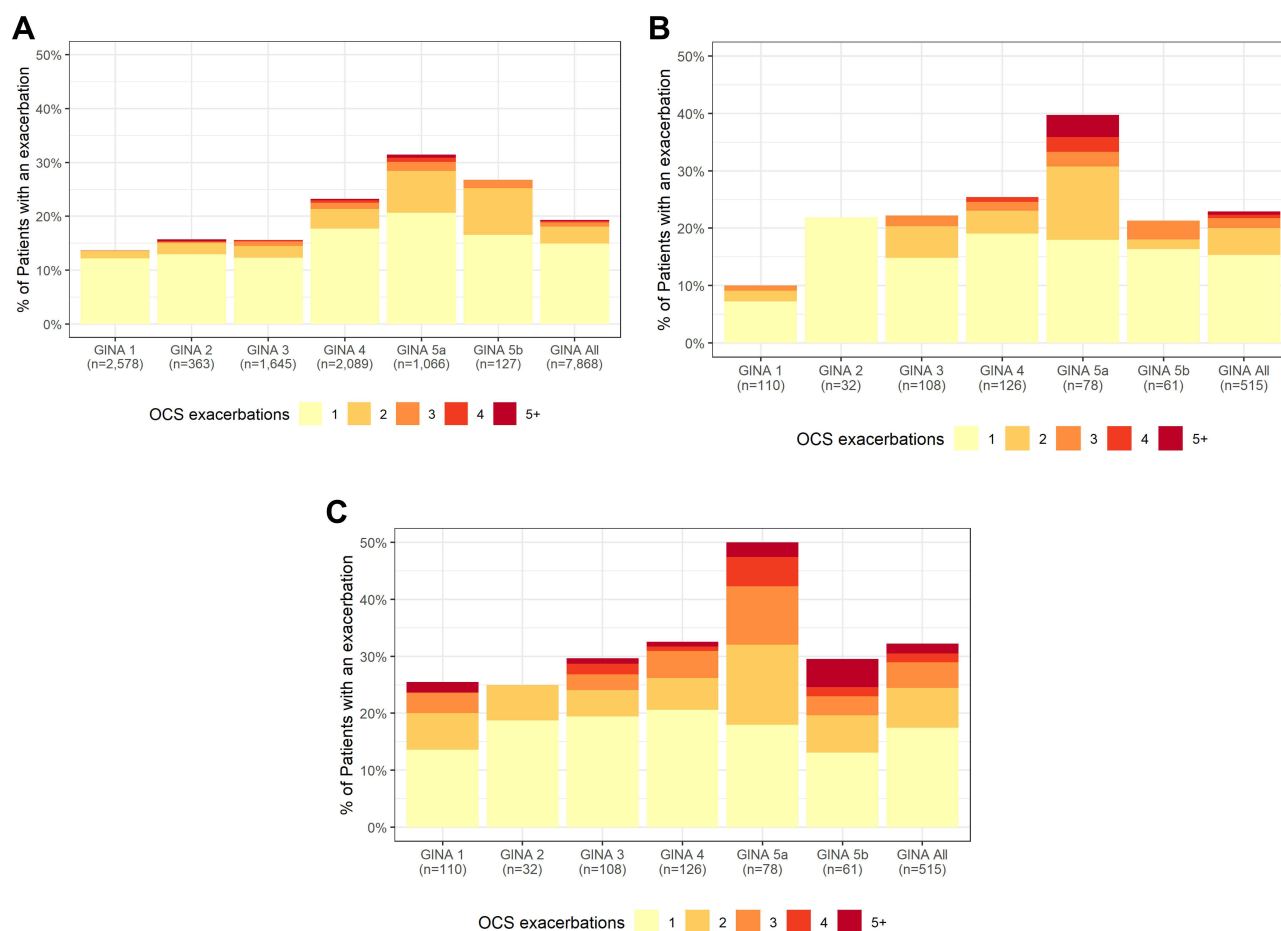 A
% of Patients with an exacerbation
50%
40%
30%
20%
10%
0%
GINA 1 GINA 2 GINA 3 GINA 4 GINA 5a GINA 5b GINA All
(n=2,578) (n=363) (n=1,645) (n=2,089) (n=1,066) (n=127) (n=7,868)
OCS exacerbations 1 2 3 4 5+
B
% of Patients with an exacerbation
50%
40%
30%
20%
10%
0%
GINA 1 GINA 2 GINA 3 GINA 4 GINA 5a GINA 5b GINA All
(n=110) (n=32) (n=108) (n=126) (n=78) (n=61) (n=515)
OCS exacerbations 1 2 3 4 5+
C
% of Patients with an exacerbation
50%
40%
30%
20%
10%
0%
GINA 1 GINA 2 GINA 3 GINA 4 GINA 5a GINA 5b GINA All
(n=110) (n=32) (n=108) (n=126) (n=78) (n=61) (n=515)
OCS exacerbations 1 2 3 4 5+